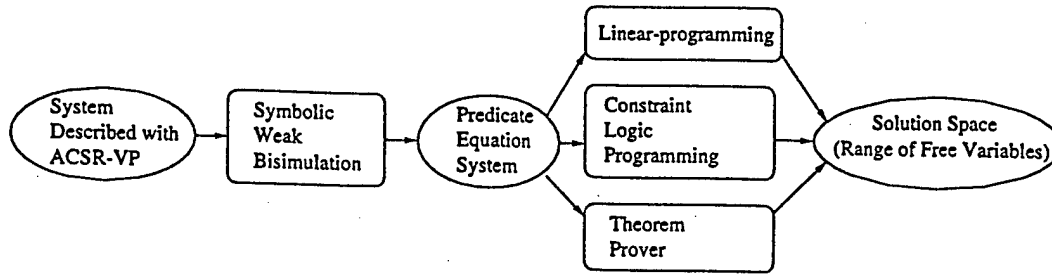 System
Described with
ACSR-VP
Symbolic
Weak
Bisimulation
Predicate
Equation
System
Linear-programming
Constraint
Logic
Programming
Theorem
Prover
Solution Space
(Range of Free Variables)